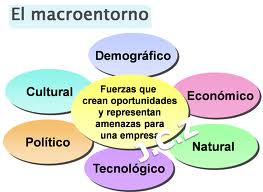 El macroentorno
Demográfico
Cultural
Fuerzas que
crean oportunidades
y representan
amenazas para
una empresa
Económico
Político
Natural
Tecnológico
J.C.Z